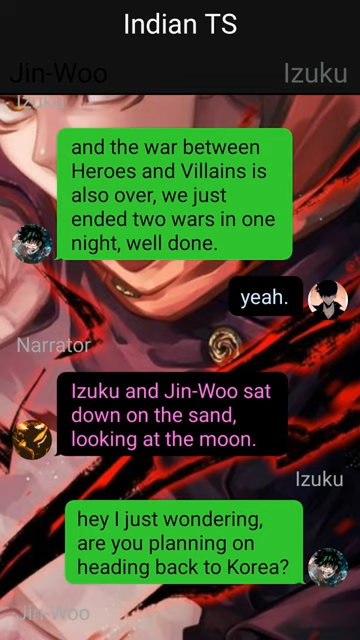 Indian TS
Jin-Woo
Izuku
Izuku
and the war between
Heroes and Villains is
also over, we just
ended two wars in one
night, well done.
yeah.
Narrator
Izuku and Jin-Woo sat
down on the sand,
looking at the moon.
Izuku
hey I just wondering,
are you planning on
heading back to Korea?
Jin-Woo